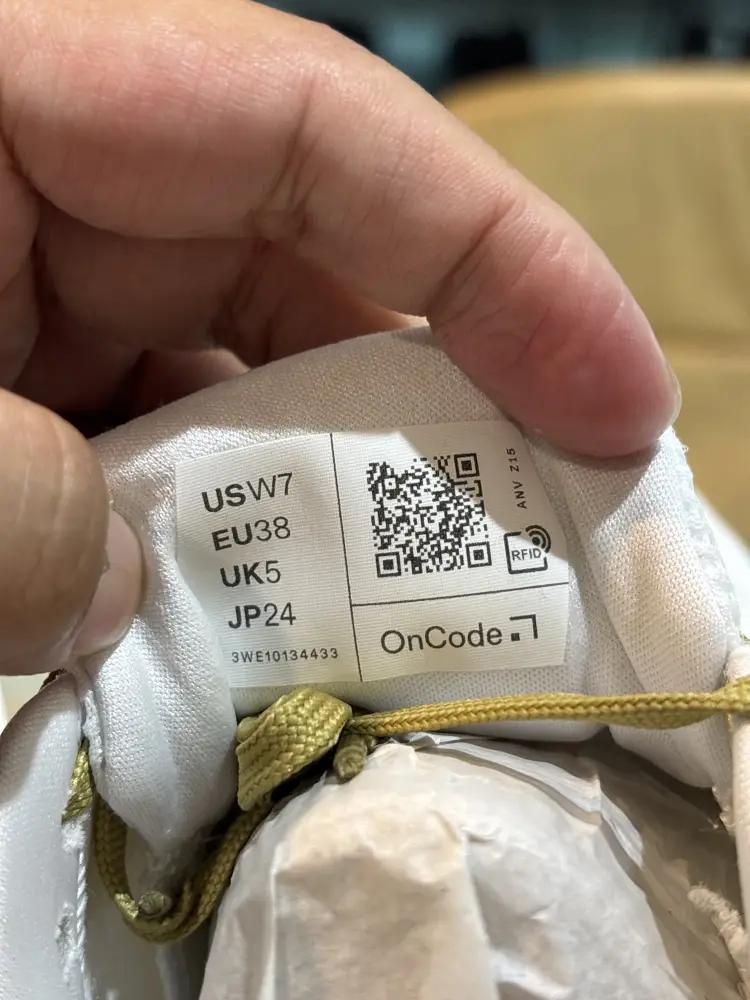 USW7
EU38
UK5
JP24
3WE10134433
ANV Z15
RFID
OnCode